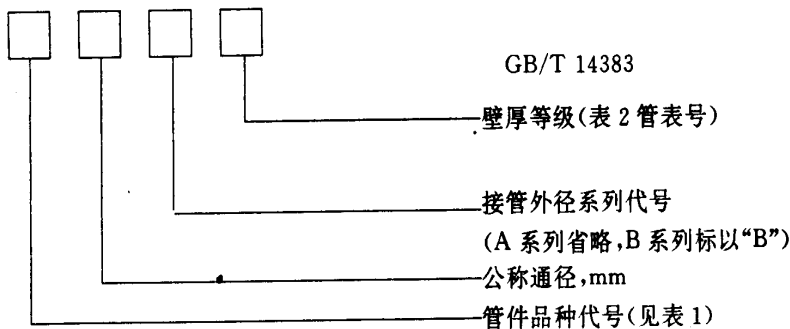 GB/T 14383
壁厚等级(表2管表号)
接管外径系列代号
(A系列省略,B系列标以“B”)
公称通径,mm
管件品种代号(见表1)